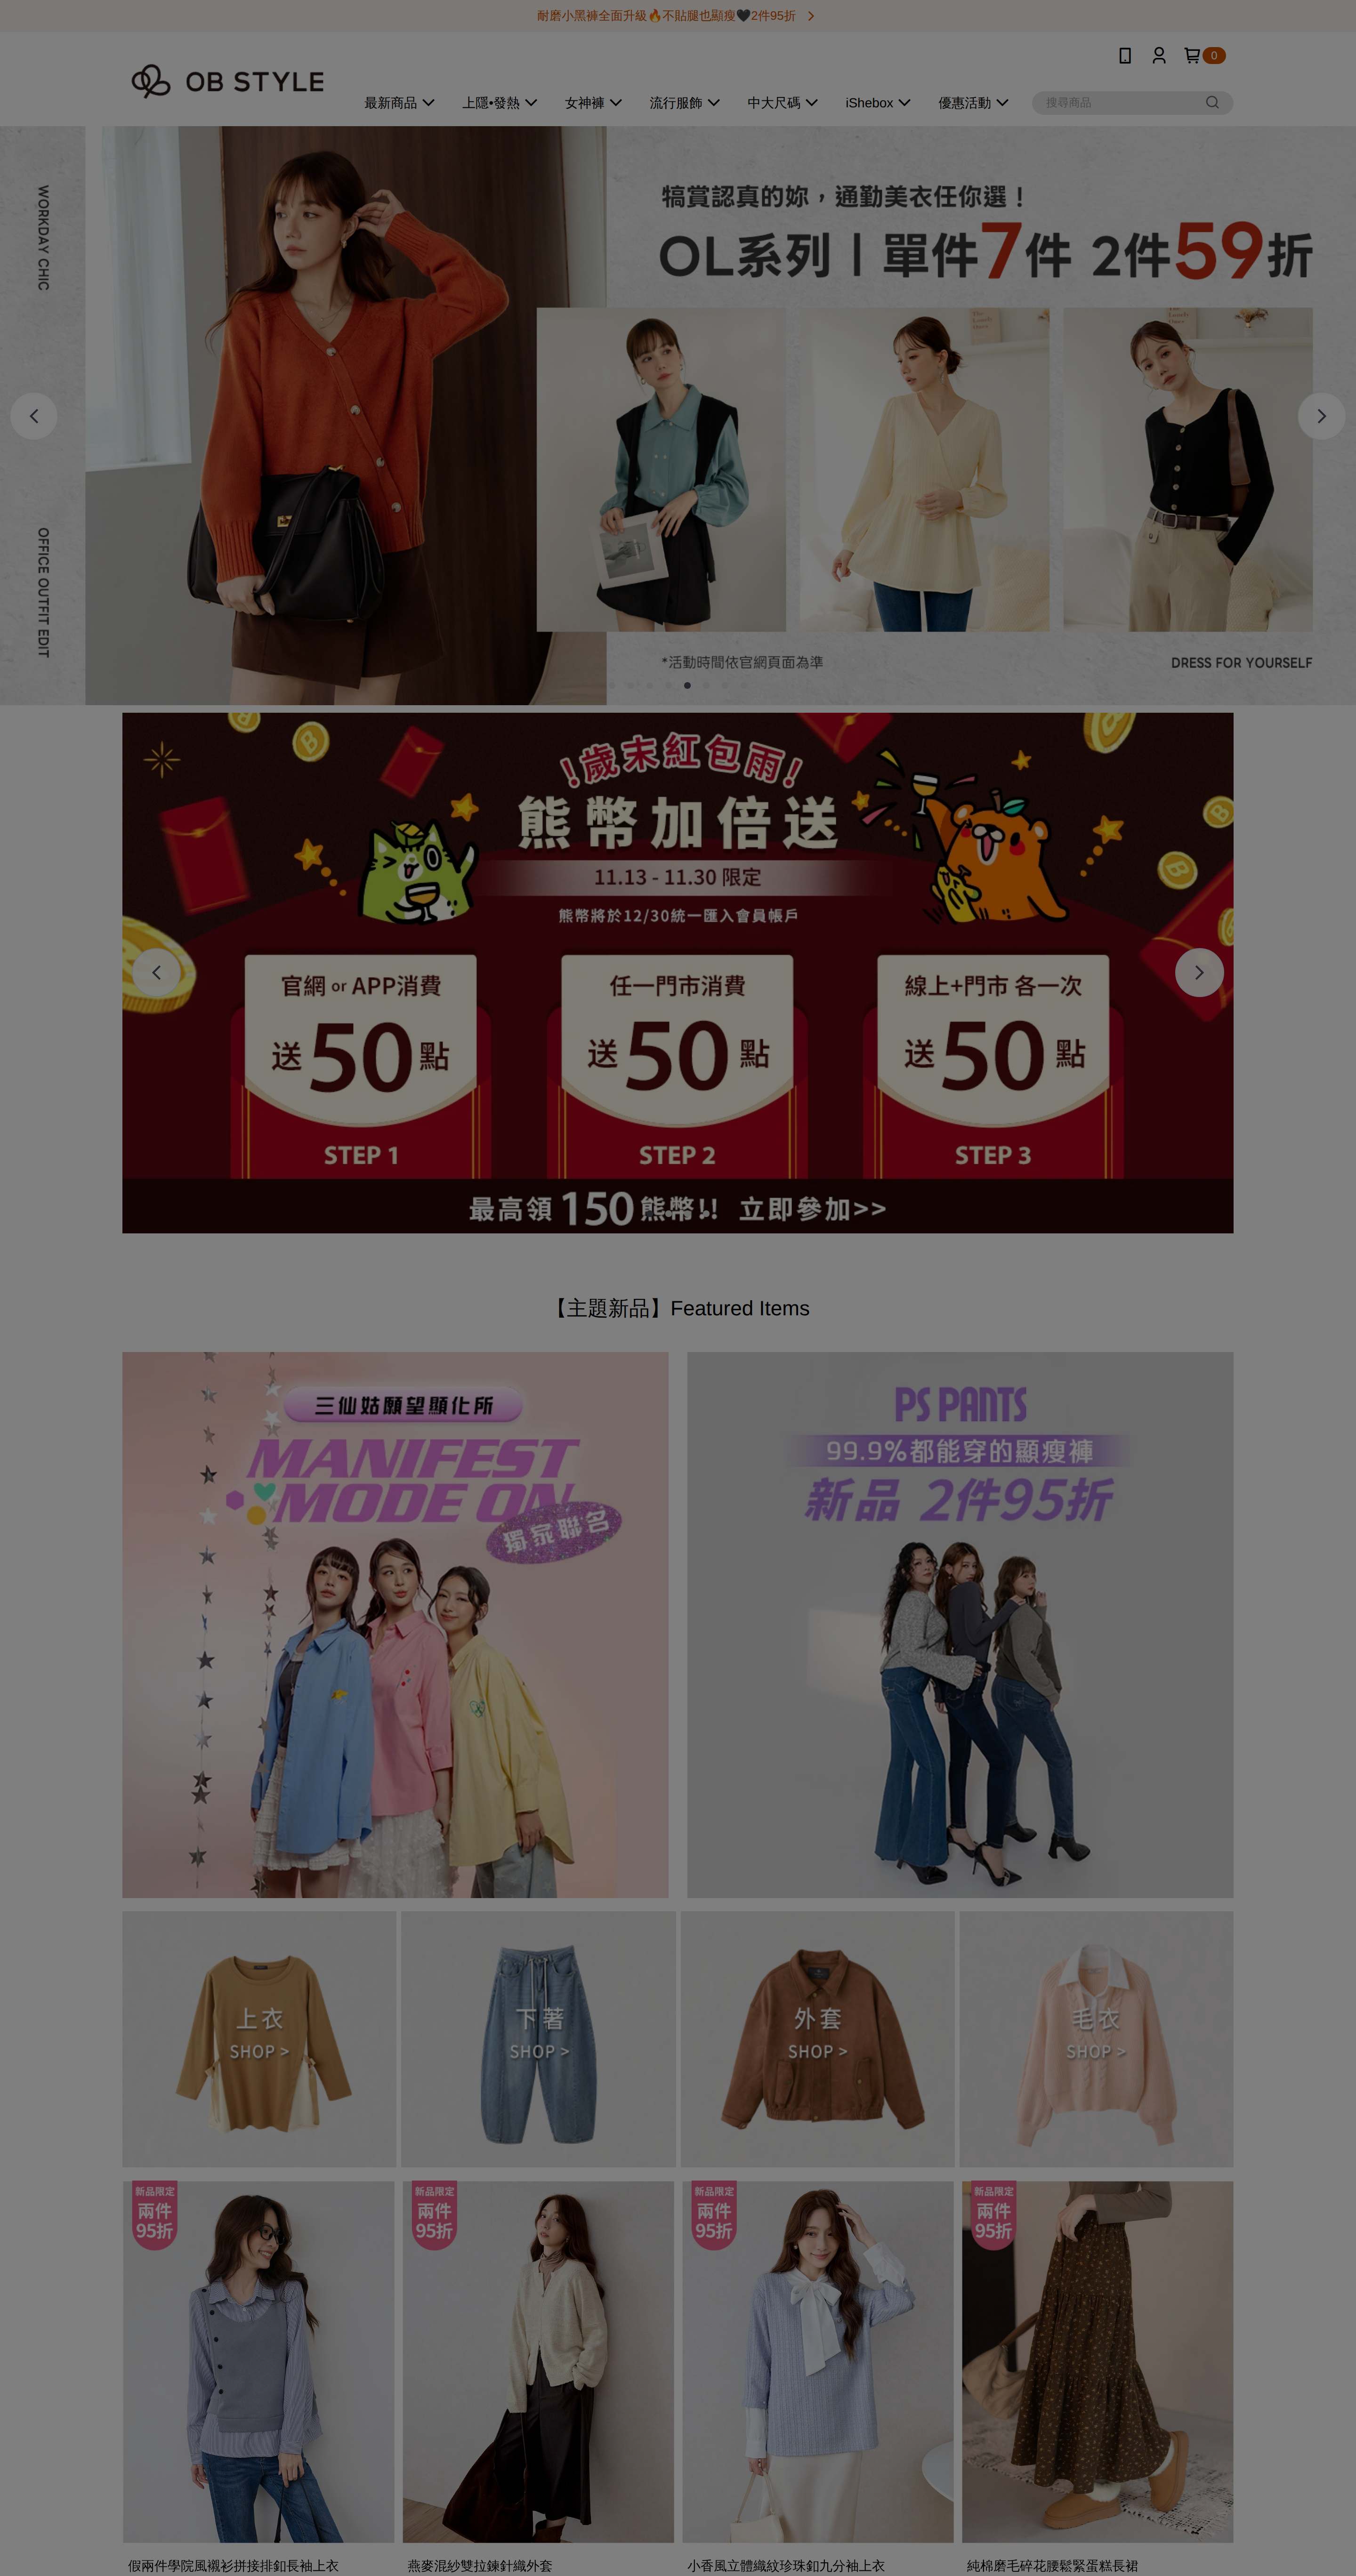 耐磨小黑褲全面升級🔥不貼腿也顯瘦🖤2件95折
0
OB STYLE
最新商品 上隱•發熱 女神褲 流行服飾 中大尺碼 iShebox 優惠活動 搜尋商品
WORKDAY CHIC
OFFICE OUTFIT EDIT
犒賞認真的妳，通勤美衣任你選！
OL系列｜單件7件 2件59折
*活動時間依官網頁面為準
DRESS FOR YOURSELF
！歲末紅包雨！
熊幣加倍送
11.13 - 11.30 限定
熊幣將於12/30統一匯入會員帳戶
官網 or APP消費
送50點
STEP 1
任一門市消費
送50點
STEP 2
線上+門市 各一次
送50點
STEP 3
最高領150熊幣!! 立即參加>>
【主題新品】Featured Items
三仙姑願望顯化所
MANIFEST
MODE ON
獨家聯名
PS PANTS
99.9%都能穿的顯瘦褲
新品 2件95折
上衣
SHOP >
下著
SHOP >
外套
SHOP >
毛衣
SHOP >
新品限定
兩件
95折
新品限定
兩件
95折
新品限定
兩件
95折
新品限定
兩件
95折
假兩件學院風襯衫拼接排釦長袖上衣
燕麥混紗雙拉鍊針織外套
小香風立體織紋珍珠釦九分袖上衣
純棉磨毛碎花腰鬆緊蛋糕長裙